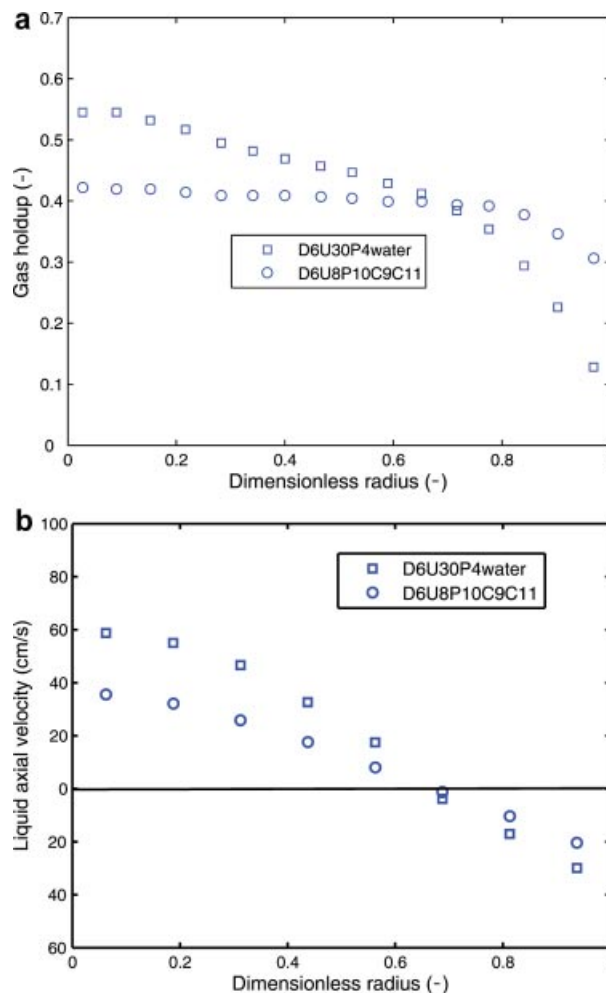 a
0.7
0.6
0.5
0.4
0.3
0.2
0.1
0
Gas holdup (-)
D6U30P4water
D6U8P10C9C11
0 0.2 0.4 0.6 0.8
Dimensionless radius (-)
b
100
80
60
40
20
0
20
40
60
Liquid axial velocity (cm/s)
D6U30P4water
D6U8P10C9C11
0 0.2 0.4 0.6 0.8
Dimensionless radius (-)